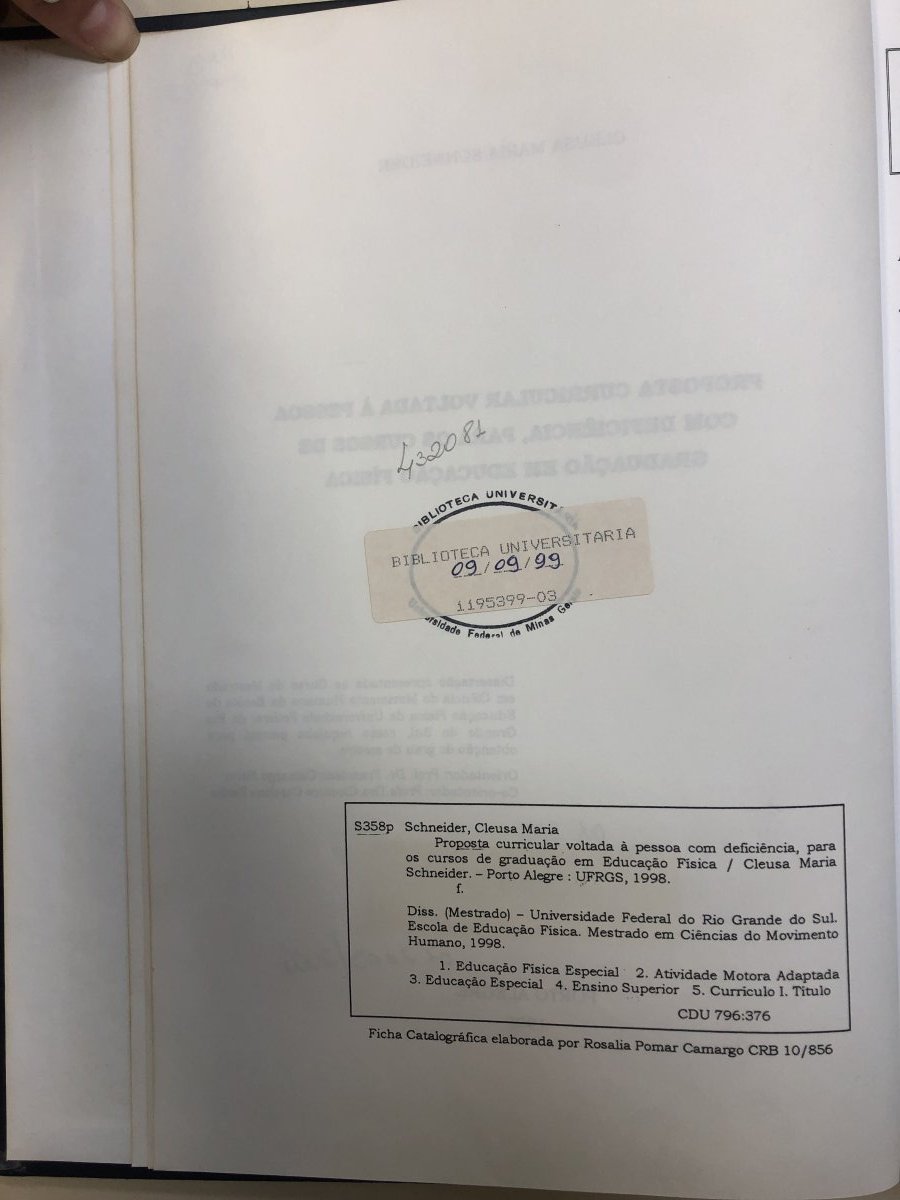 432081
BIBLIOTECA UNIVERSIT
BIBLIOTECA UNIVERSITARIA
09/09/99
1195399-03
Federal de Minas
S358p Schneider, Cleusa Maria
Proposta curricular voltada à pessoa com deficiência, para
os cursos de graduação em Educação Física / Cleusa Maria
Schneider. – Porto Alegre : UFRGS, 1998.
f.
Diss. (Mestrado) – Universidade Federal do Rio Grande do Sul.
Escola de Educação Física. Mestrado em Ciências do Movimento
Humano, 1998.
1. Educação Física Especial 2. Atividade Motora Adaptada
3. Educação Especial 4. Ensino Superior 5. Currículo I. Título
CDU 796:376
Ficha Catalográfica elaborada por Rosalia Pomar Camargo CRB 10/856